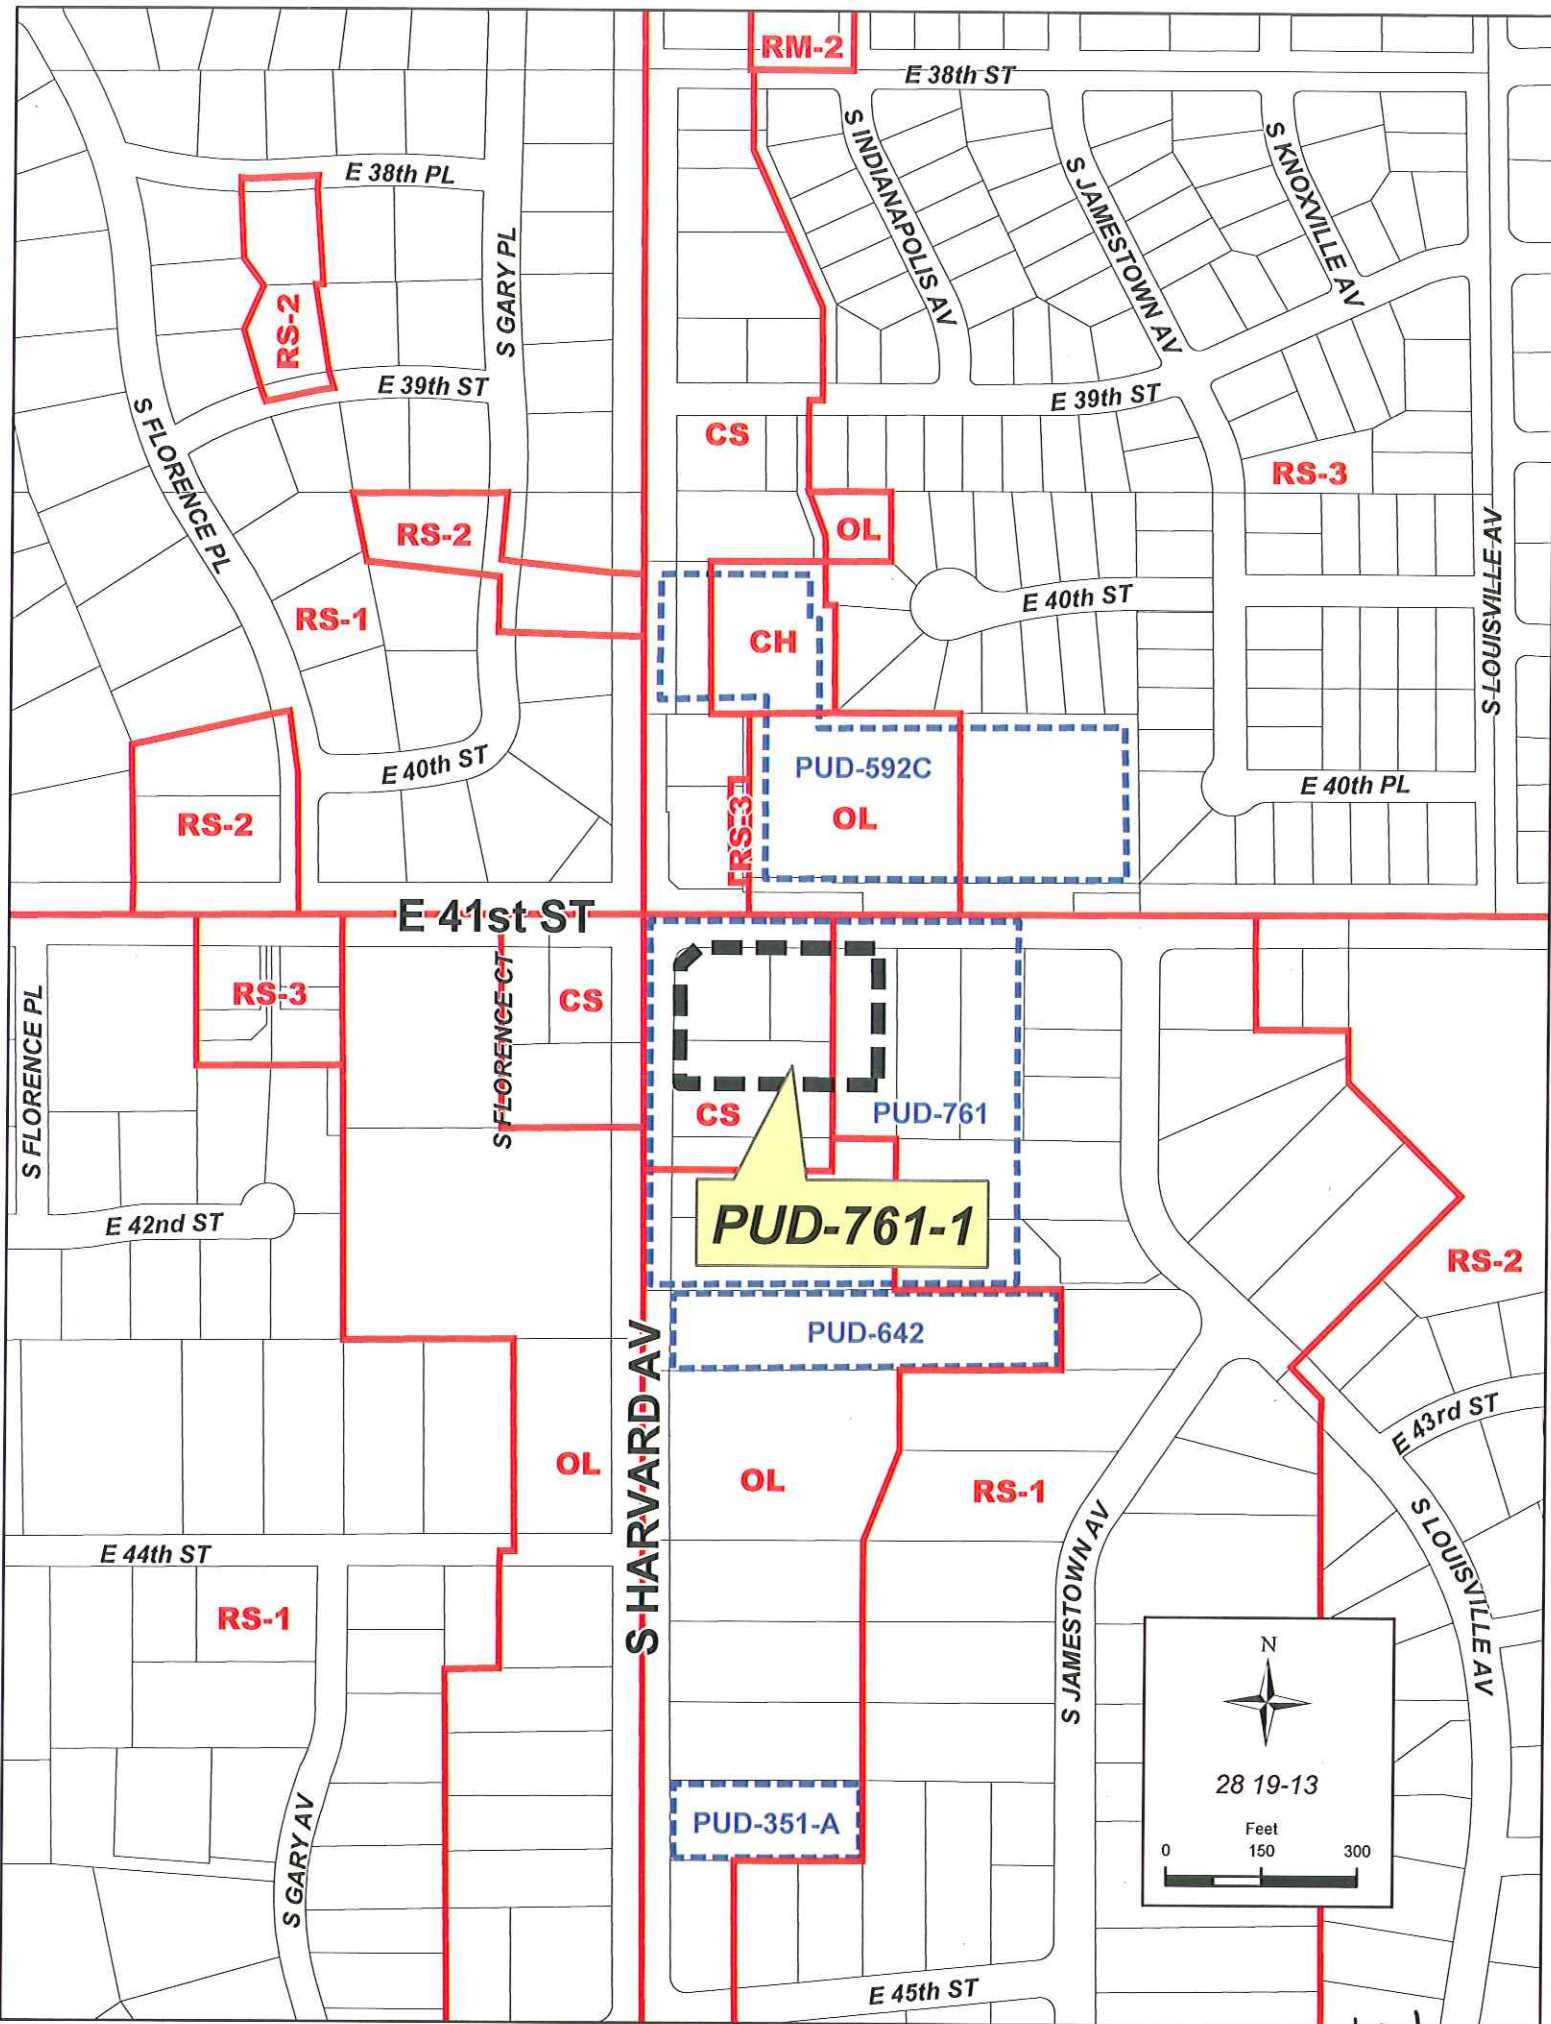 RM-2
E 38th ST
S INDIANAPOLIS AV
S JAMESTOWN AV
S KNOXVILLE AV
E 38th PL
S GARY PL
RS-2
E 39th ST
E 39th ST
S FLORENCE PL
CS
RS-3
RS-2
OL
S LOUISVILLE AV
RS-1
E 40th ST
CH
E 40th ST
PUD-592C
E 40th PL
RS-2
RS-3
OL
E 41st ST
RS-3
S FLORENCE CT
CS
S FLORENCE PL
CS
PUD-761
E 42nd ST
PUD-761-1
RS-2
PUD-642
S HARVARD AV
E 43rd ST
OL
OL
RS-1
S LOUISVILLE AV
E 44th ST
S JAMESTOWN AV
RS-1
N
28 19-13
Feet
0 150 300
PUD-351-A
S GARY AV
E 45th ST